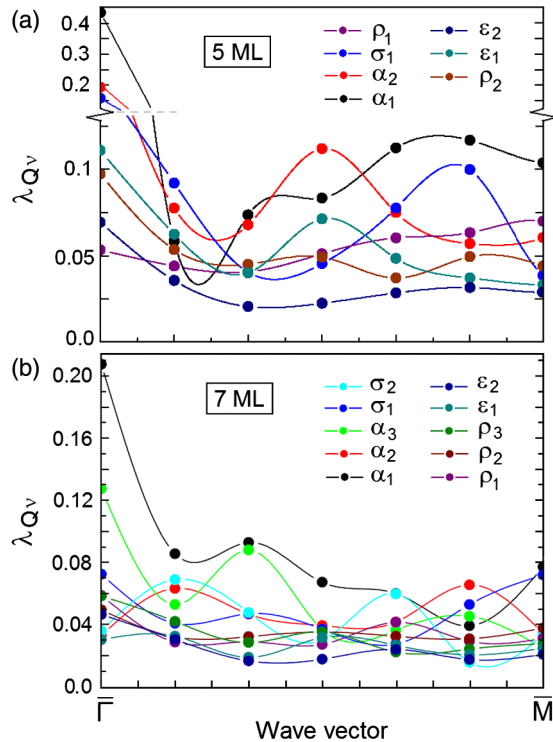 (a)
5 ML
ρ₁ ε₂
σ₁ ε₁
α₂ ρ₂
α₁
0.4
0.2
0.1
0.05
0.0
λQν
(b)
7 ML
σ₂ ε₂
σ₁ ε₁
α₃ ρ₃
α₂ ρ₂
α₁ ρ₁
0.20
0.16
0.12
0.08
0.04
0.0
λQν
Γ̄ M̄
Wave vector